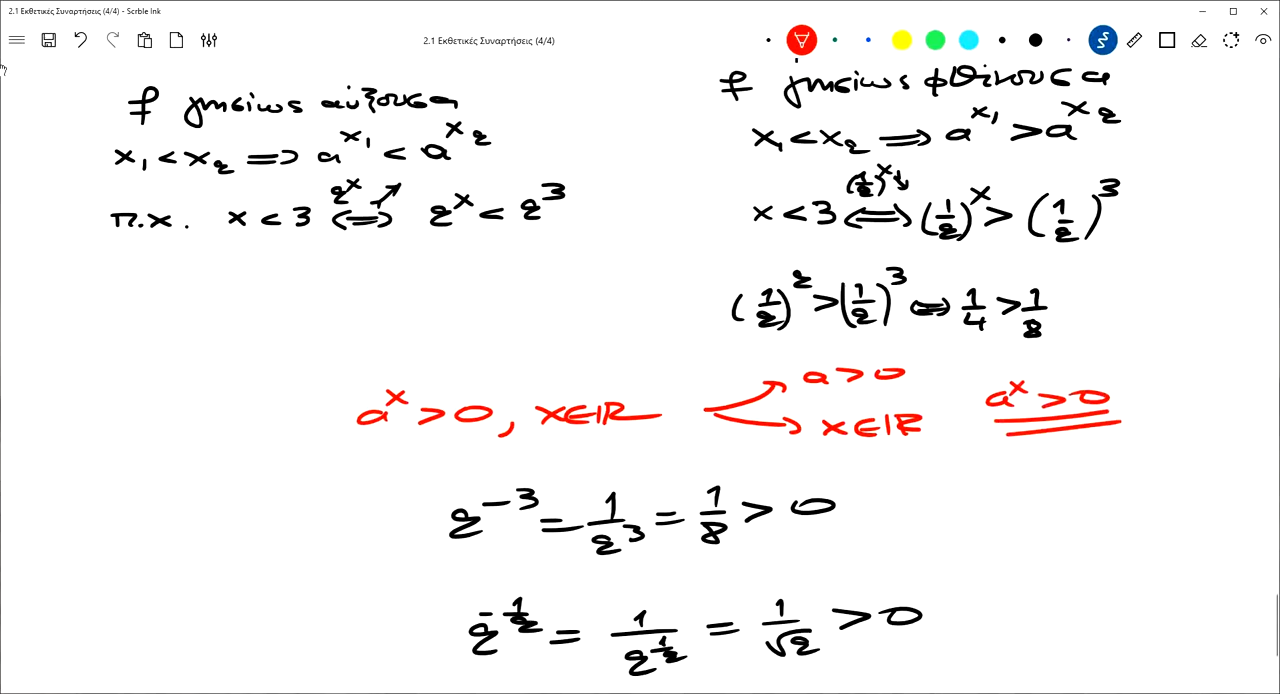 2.1 Εκθετικές Συναρτήσεις (4/4) - Scrble Ink
2.1 Εκθετικές Συναρτήσεις (4/4)
f γνησίως αύξουσα
x₁ < x₂ ⟹ a^x₁ < a^x₂
π.χ. x < 3 ⟺ (2^x ↗) 2^x < 2^3
f γνησίως φθίνουσα
x₁ < x₂ ⟹ a^x₁ > a^x₂
x < 3 ⟺ ((1/2)^x ↘) (1/2)^x > (1/2)^3
(1/2)^2 > (1/2)^3 ⟺ 1/4 > 1/8
a^x > 0, x∈ℝ
a > 0
x∈ℝ
a^x > 0
2^-3 = 1/2^3 = 1/8 > 0
2^-1/2 = 1/2^1/2 = 1/√2 > 0